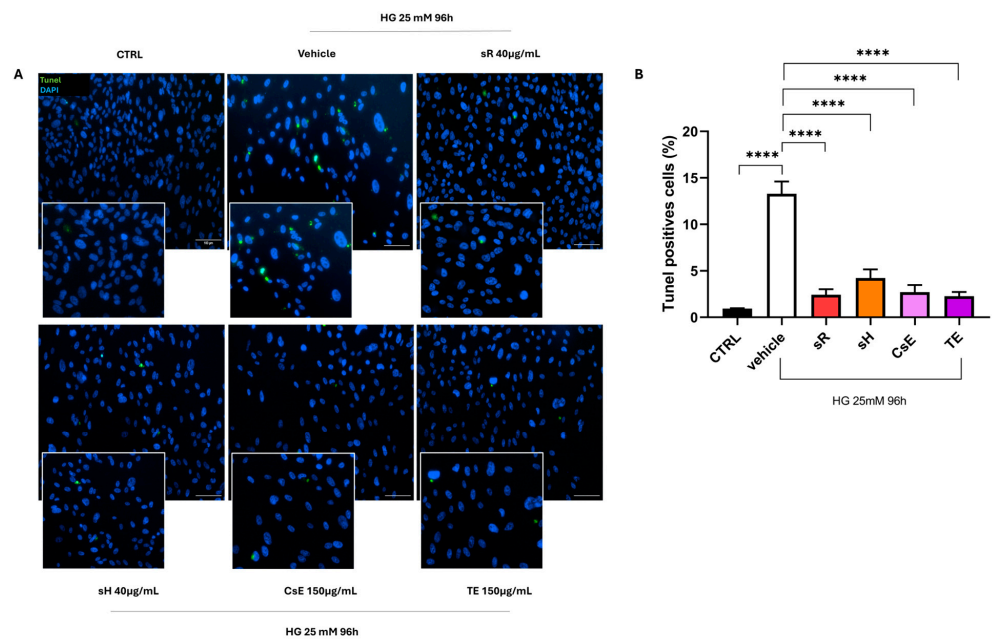 HG 25 mM 96h
CTRL
Vehicle
sR 40µg/mL
A
Tunel
DAPI
sH 40µg/mL
CsE 150µg/mL
TE 150µg/mL
HG 25 mM 96h
B
****
****
****
****
****
Tunel positives cells (%)
20
15
10
5
0
CTRL
vehicle
sR
sH
CsE
TE
HG 25mM 96h